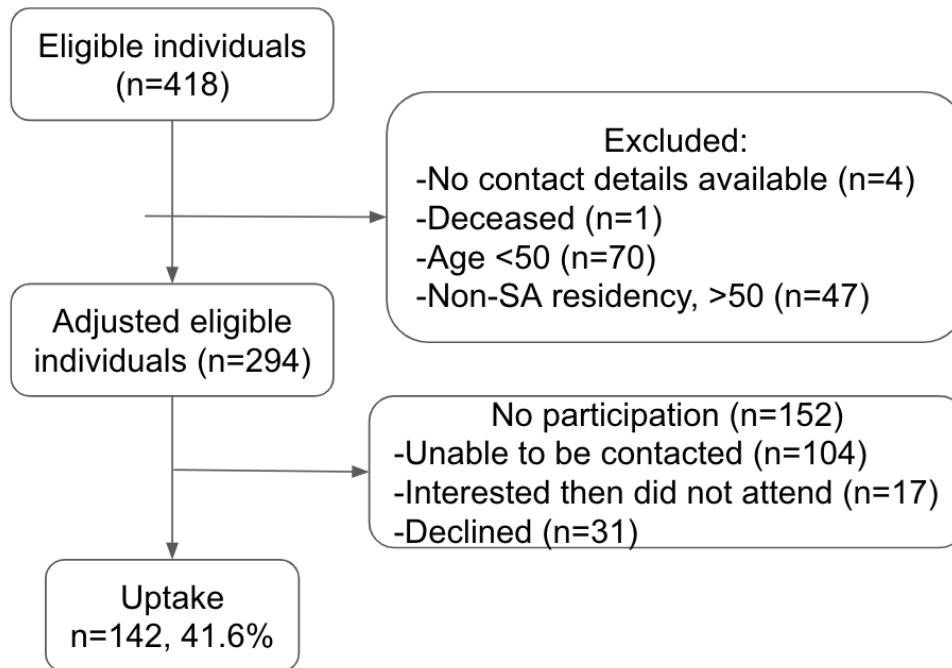 Eligible individuals
(n=418)
Excluded:
-No contact details available (n=4)
-Deceased (n=1)
-Age <50 (n=70)
-Non-SA residency, >50 (n=47)
Adjusted eligible
individuals (n=294)
No participation (n=152)
-Unable to be contacted (n=104)
-Interested then did not attend (n=17)
-Declined (n=31)
Uptake
n=142, 41.6%